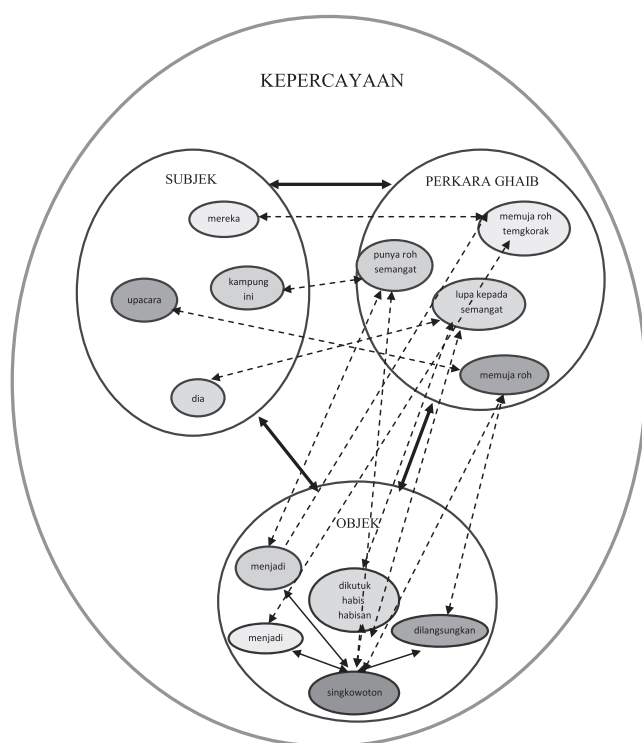 KEPERCAYAAN
SUBJEK
mereka
kampung
ini
upacara
dia
PERKARA GHAIB
memuja roh
temgkorak
punya roh
semangat
lupa kepada
semangat
memuja roh
OBJEK
menjadi
dikutuk
habis
habisan
menjadi
dilangsungkan
singkowoton